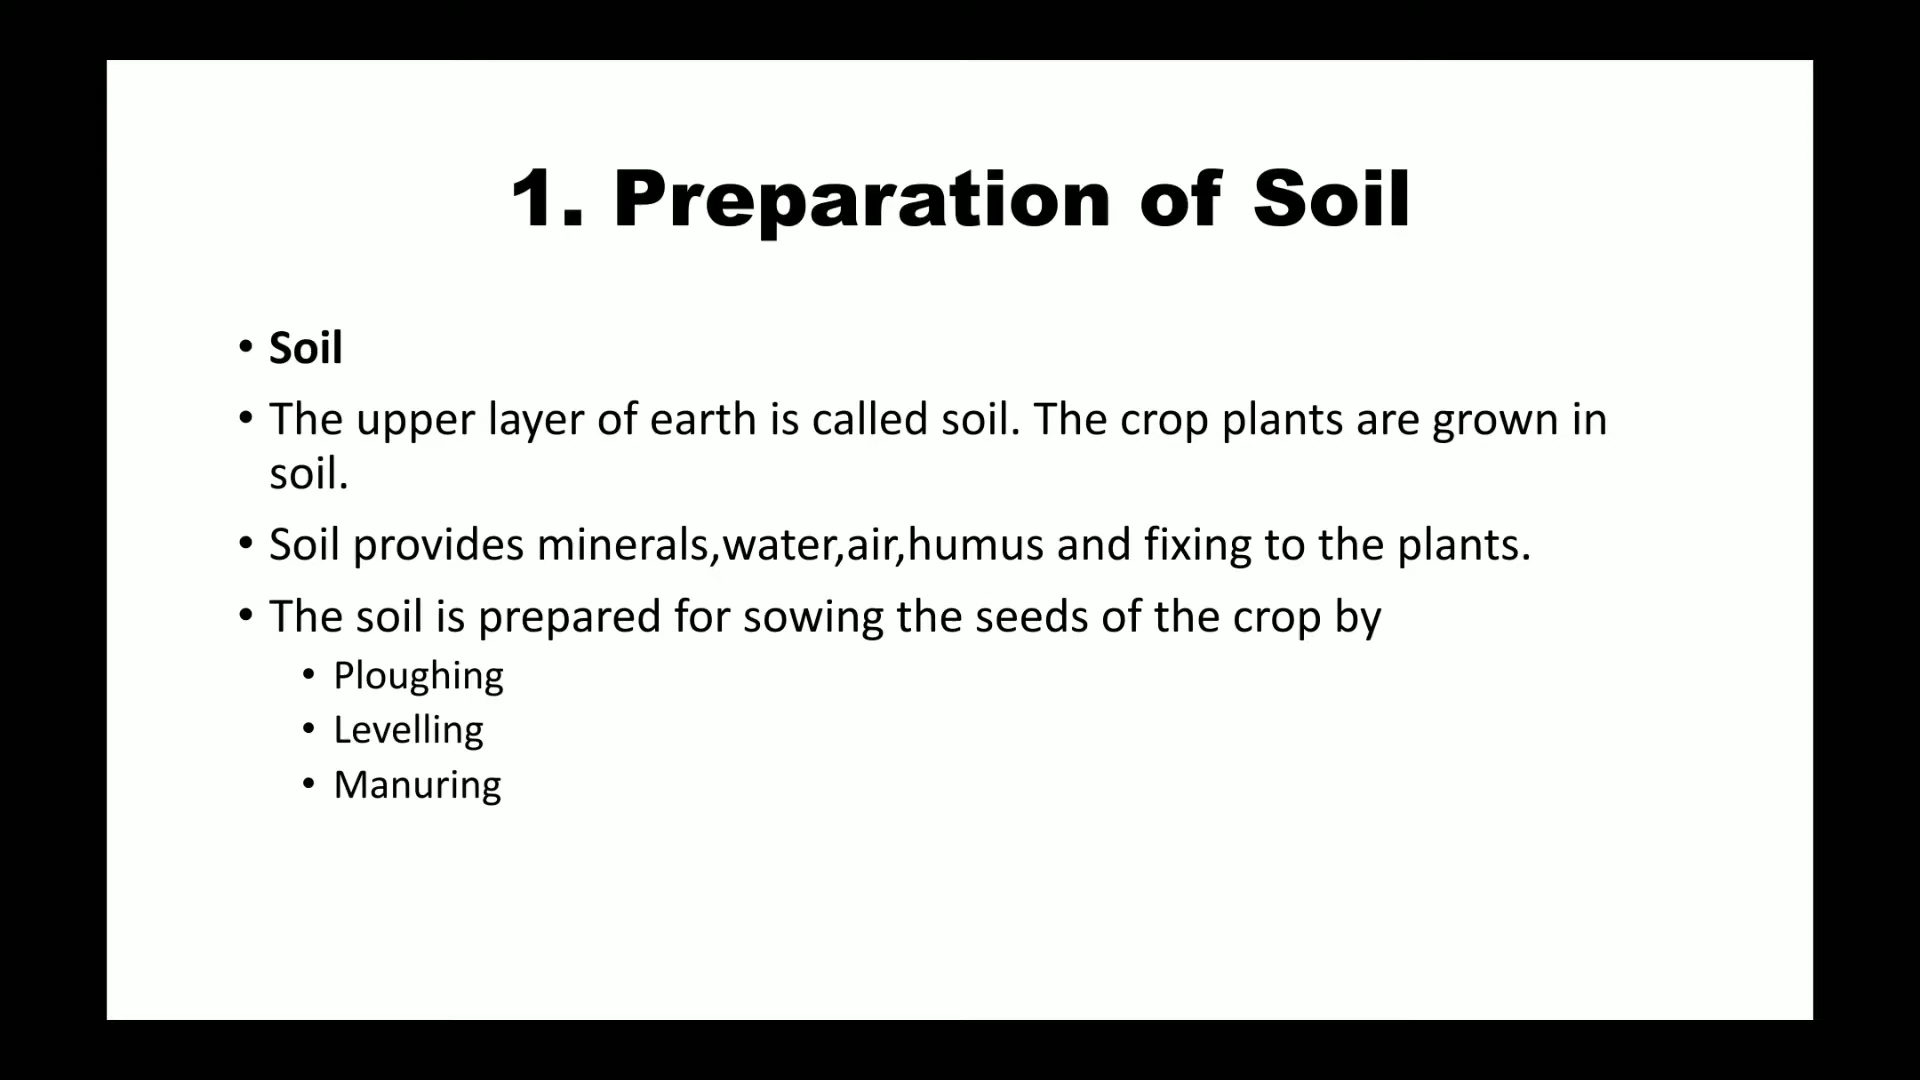 1. Preparation of Soil
• Soil
• The upper layer of earth is called soil. The crop plants are grown in
soil.
• Soil provides minerals,water,air,humus and fixing to the plants.
• The soil is prepared for sowing the seeds of the crop by
• Ploughing
• Levelling
• Manuring